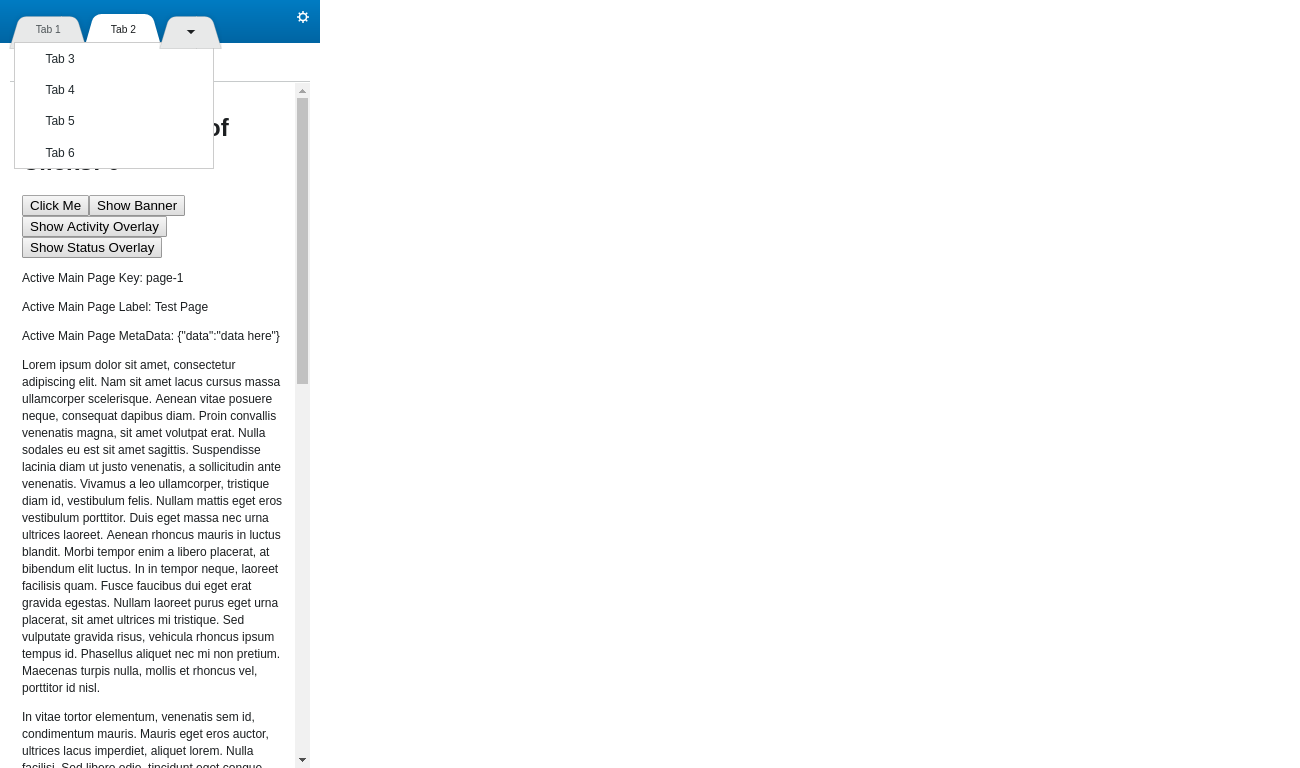 Tab 1
Tab 2
Tab 3
Tab 4
Tab 5
Tab 6
of
Click Me
Show Banner
Show Activity Overlay
Show Status Overlay
Active Main Page Key: page-1
Active Main Page Label: Test Page
Active Main Page MetaData: {"data":"data here"}
Lorem ipsum dolor sit amet, consectetur
adipiscing elit. Nam sit amet lacus cursus massa
ullamcorper scelerisque. Aenean vitae posuere
neque, consequat dapibus diam. Proin convallis
venenatis magna, sit amet volutpat erat. Nulla
sodales eu est sit amet sagittis. Suspendisse
lacinia diam ut justo venenatis, a sollicitudin ante
venenatis. Vivamus a leo ullamcorper, tristique
diam id, vestibulum felis. Nullam mattis eget eros
vestibulum porttitor. Duis eget massa nec urna
ultrices laoreet. Aenean rhoncus mauris in luctus
blandit. Morbi tempor enim a libero placerat, at
bibendum elit luctus. In in tempor neque, laoreet
facilisis quam. Fusce faucibus dui eget erat
gravida egestas. Nullam laoreet purus eget urna
placerat, sit amet ultrices mi tristique. Sed
vulputate gravida risus, vehicula rhoncus ipsum
tempus id. Phasellus aliquet nec mi non pretium.
Maecenas turpis nulla, mollis et rhoncus vel,
porttitor id nisl.
In vitae tortor elementum, venenatis sem id,
condimentum mauris. Mauris eget eros auctor,
ultrices lacus imperdiet, aliquet lorem. Nulla
facilisi. Sed libero odio, tincidunt eget congue